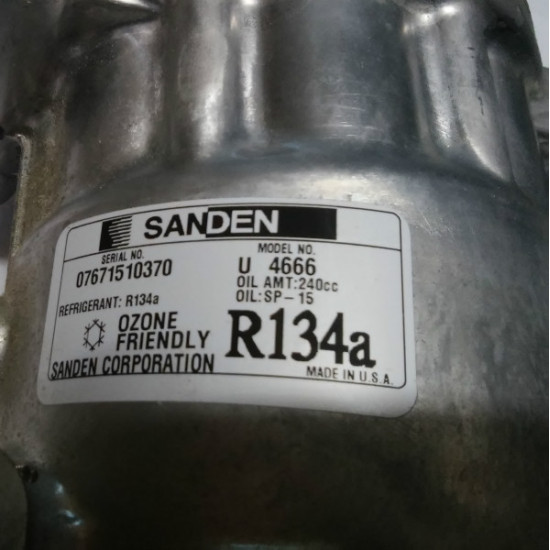 SANDEN
SERIAL NO.
07671510370
MODEL NO.
U 4666
OIL AMT:240cc
OIL:SP-15
REFRIGERANT: R134a
OZONE
FRIENDLY
R134a
SANDEN CORPORATION
MADE IN U.S.A.